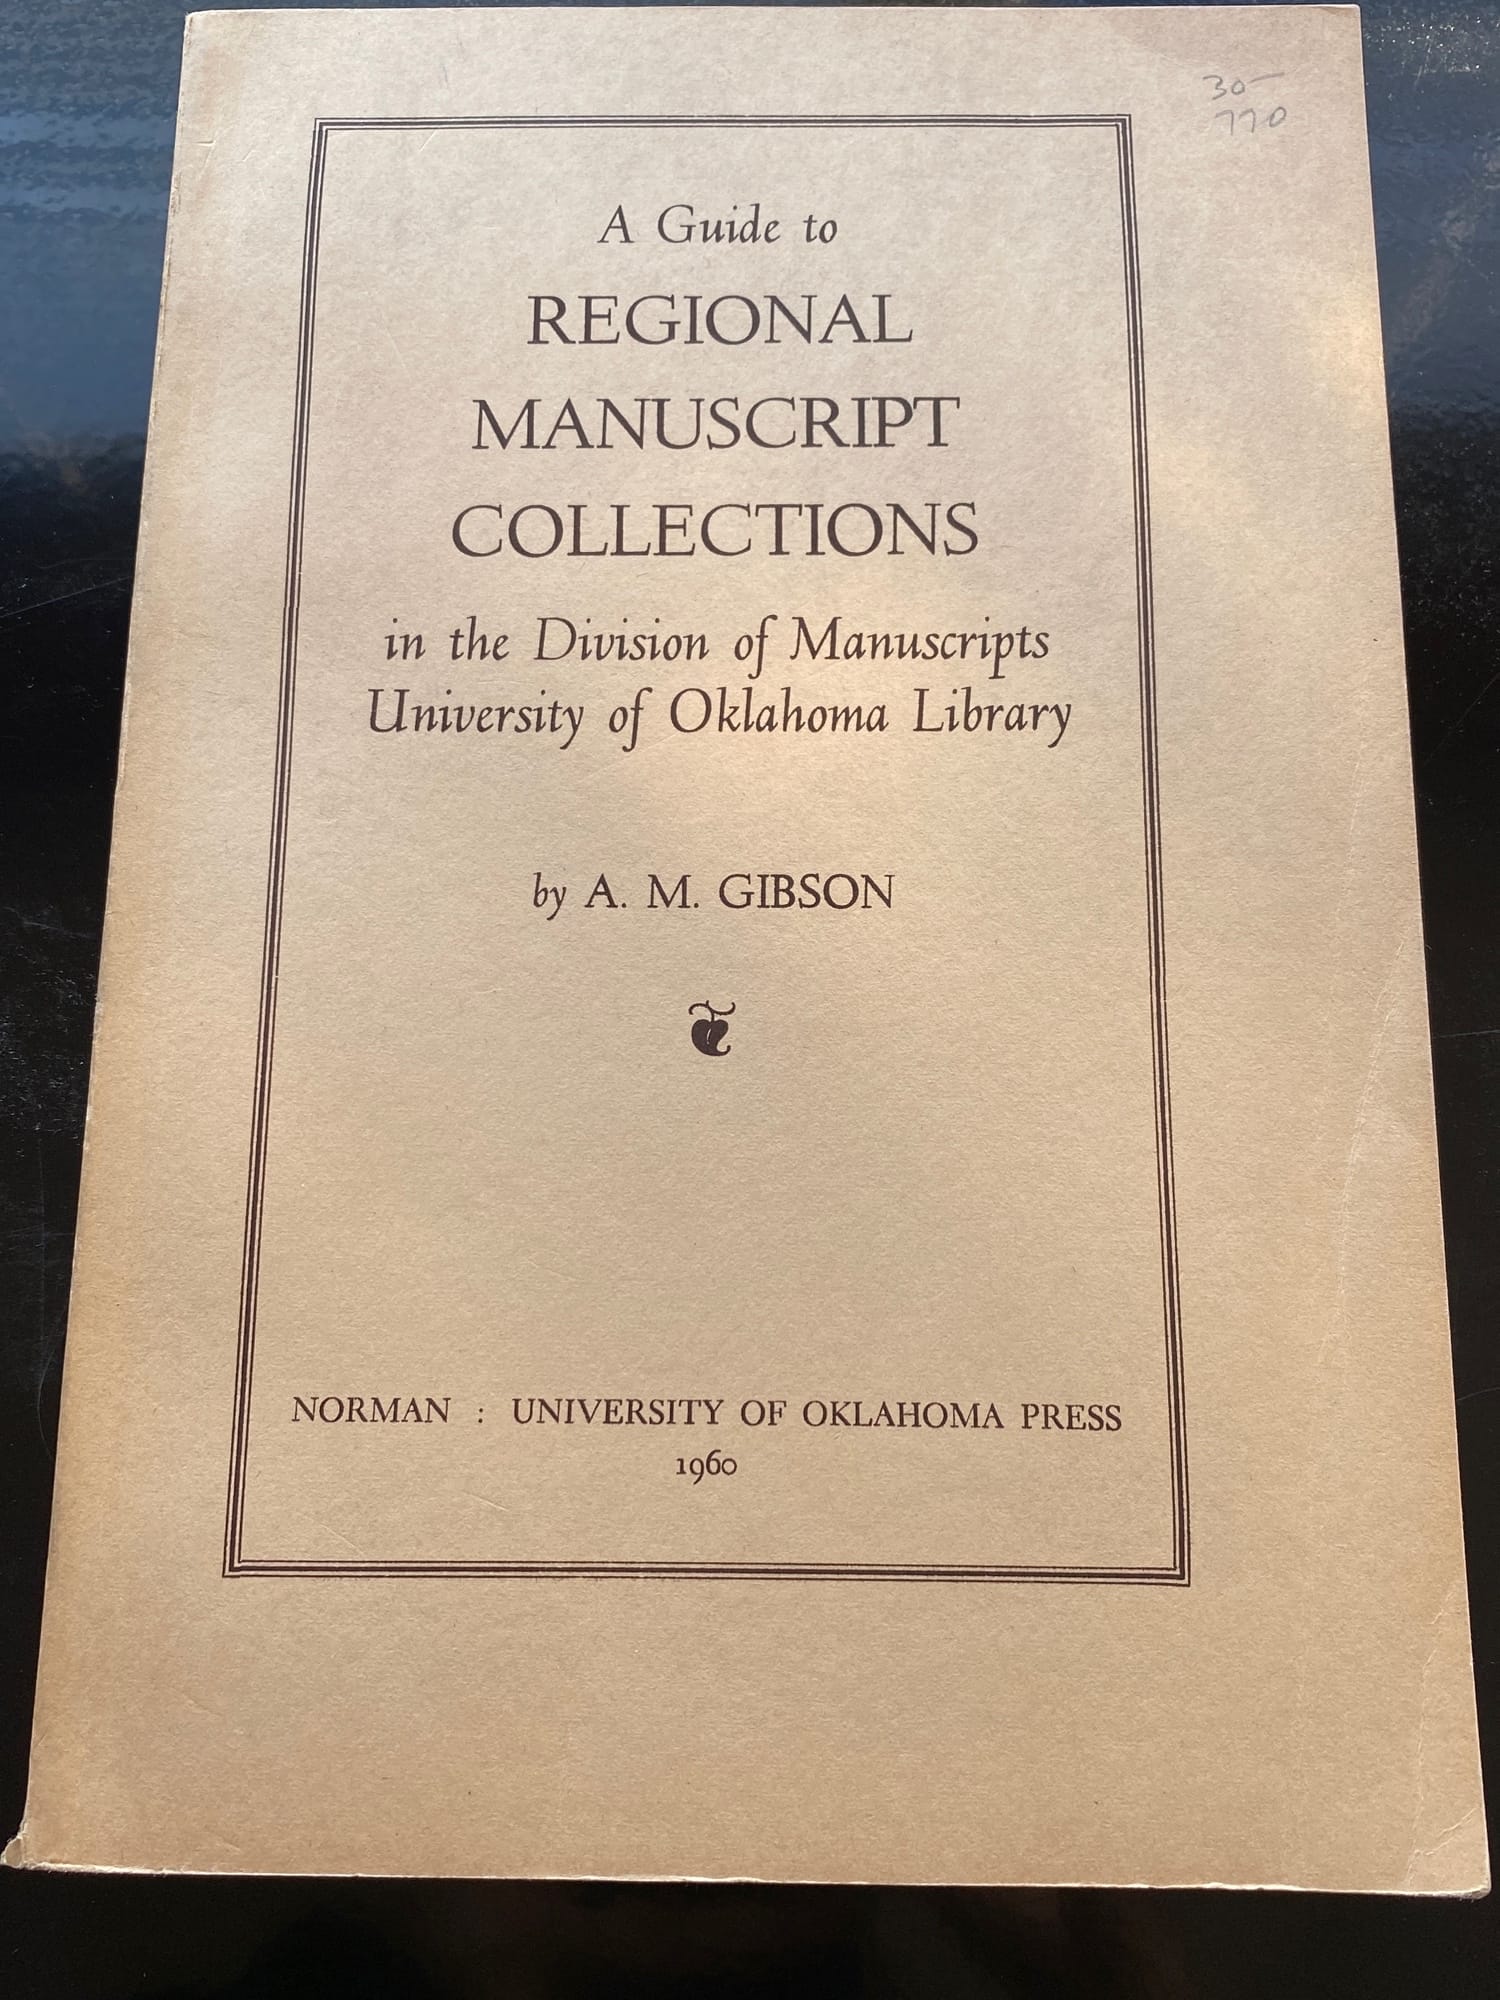 30-
770
A Guide to
REGIONAL
MANUSCRIPT
COLLECTIONS
in the Division of Manuscripts
University of Oklahoma Library
by A. M. GIBSON
NORMAN : UNIVERSITY OF OKLAHOMA PRESS
1960